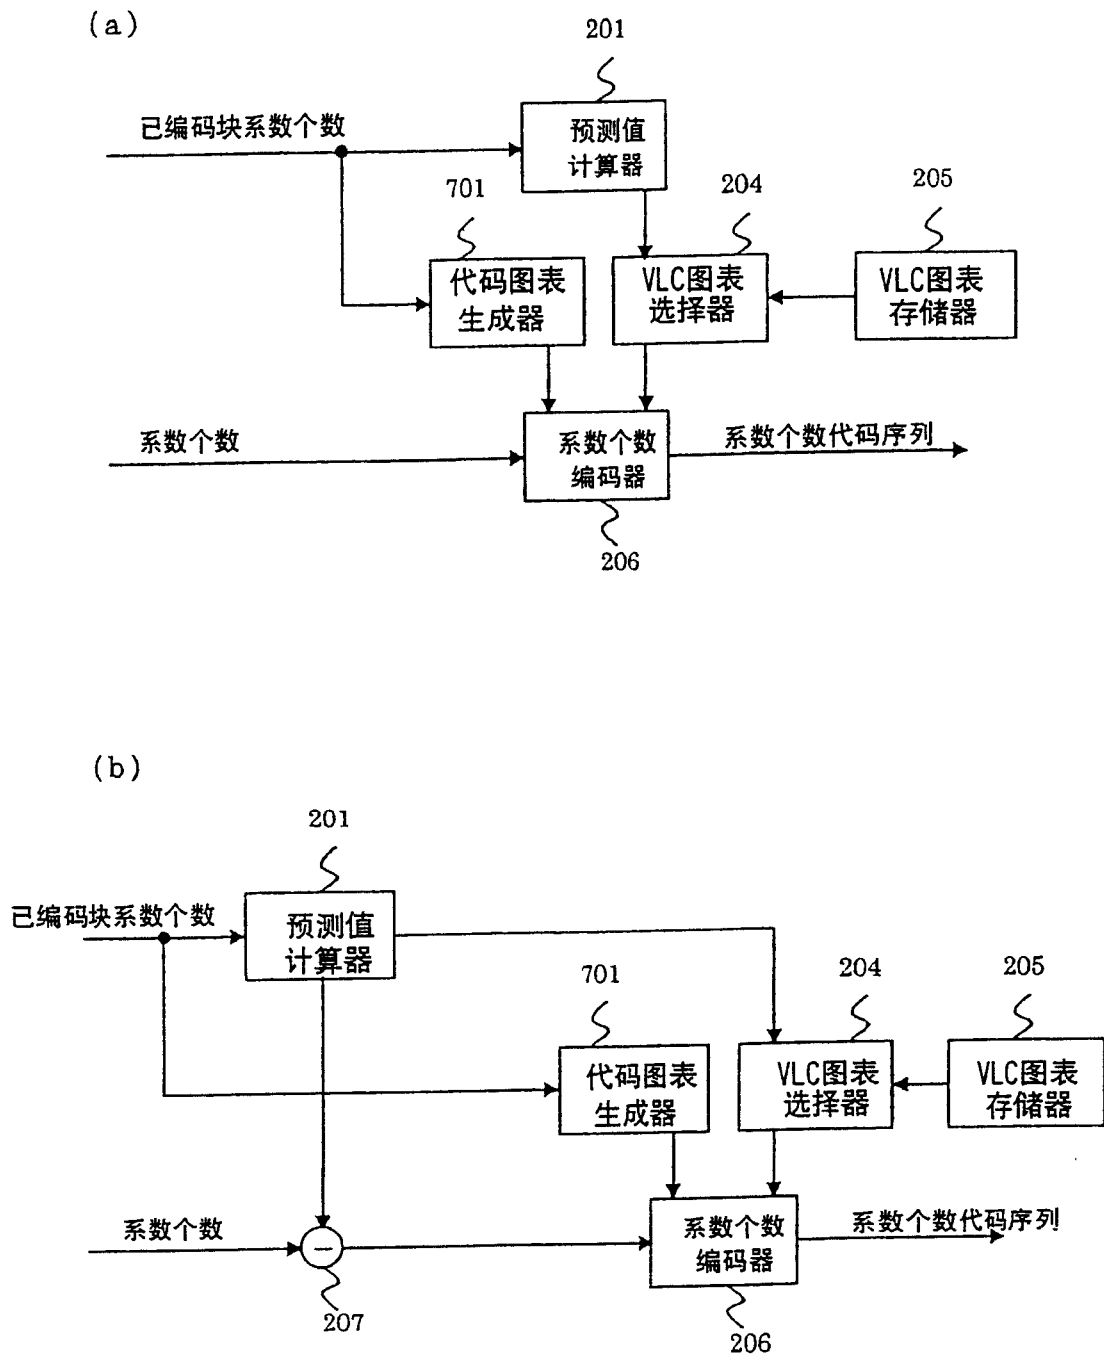 (a)
201
已编码块系数个数
预测值
计算器
701
204
205
代码图表
生成器
VLC图表
选择器
VLC图表
存储器
系数个数
系数个数
编码器
系数个数代码序列
206
(b)
201
已编码块系数个数
预测值
计算器
701
204
205
代码图表
生成器
VLC图表
选择器
VLC图表
存储器
系数个数
−
系数个数
编码器
系数个数代码序列
207
206